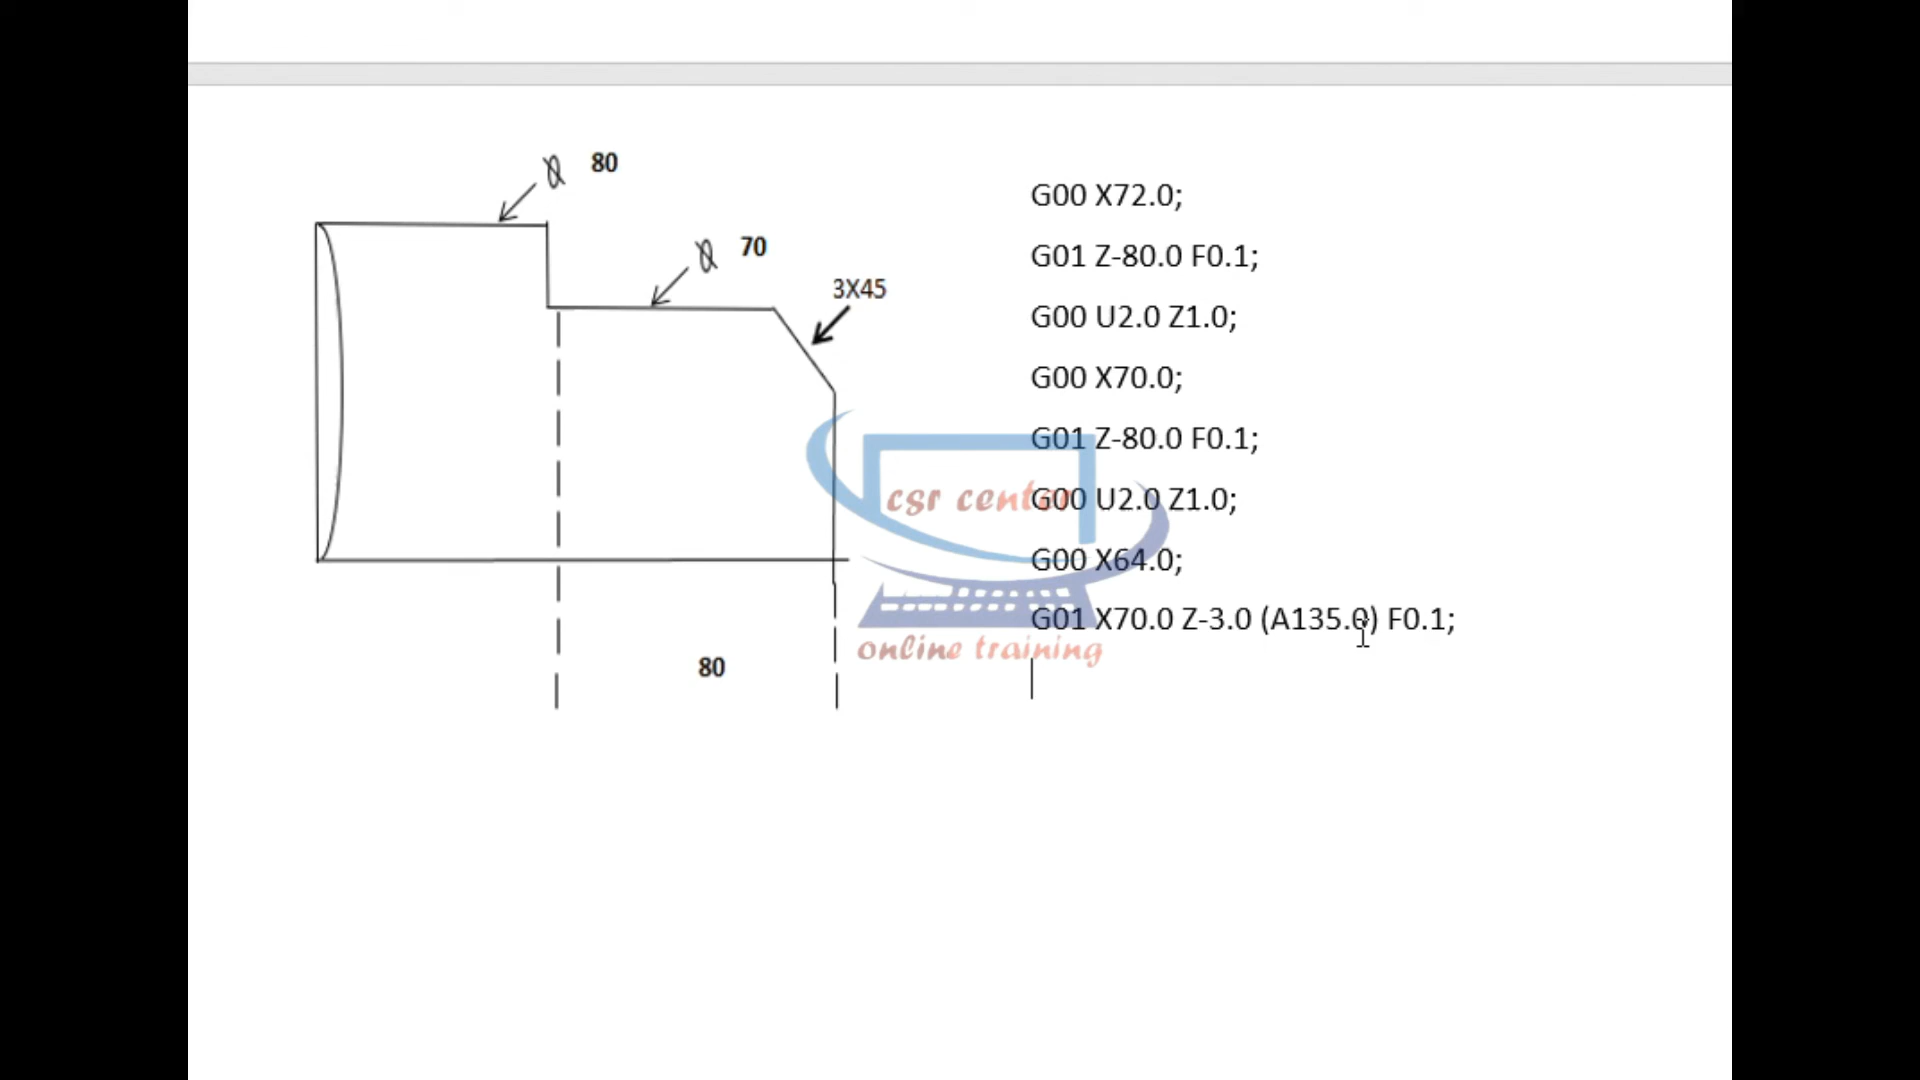 80
70
3X45
80
G00 X72.0;
G01 Z-80.0 F0.1;
G00 U2.0 Z1.0;
G00 X70.0;
G01 Z-80.0 F0.1;
G00 U2.0 Z1.0;
G00 X64.0;
G01 X70.0 Z-3.0 (A135.0) F0.1;
csr center
online training